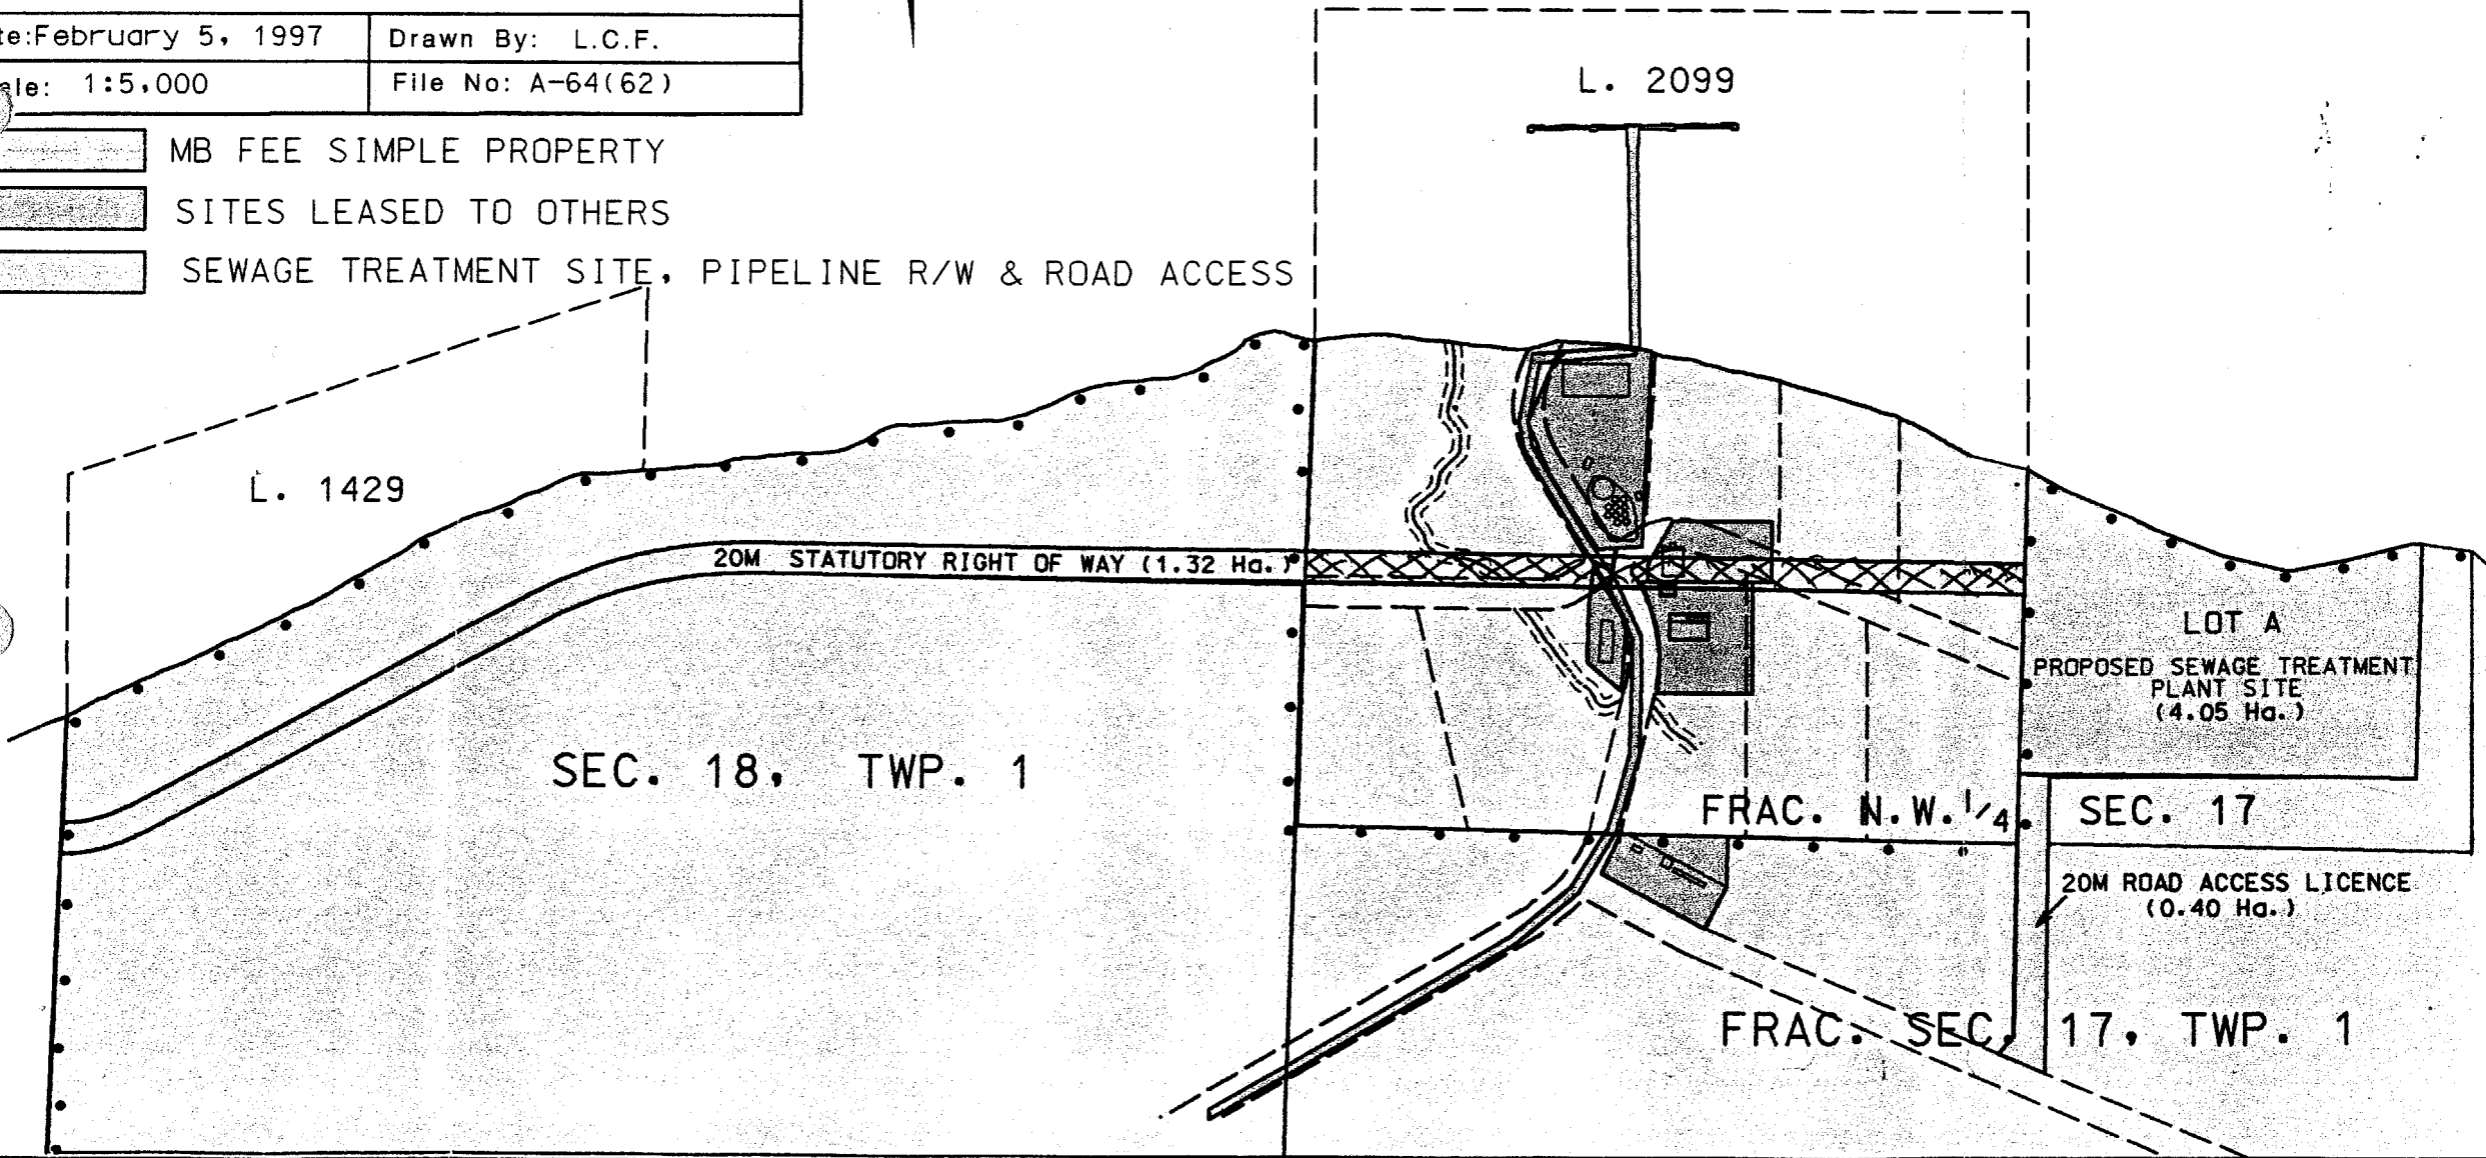 te:February 5, 1997
Drawn By: L.C.F.
ale: 1:5,000
File No: A-64(62)
MB FEE SIMPLE PROPERTY
SITES LEASED TO OTHERS
SEWAGE TREATMENT SITE, PIPELINE R/W & ROAD ACCESS
L. 2099
L. 1429
20M STATUTORY RIGHT OF WAY (1.32 Ha.)
LOT A
PROPOSED SEWAGE TREATMENT
PLANT SITE
(4.05 Ha.)
SEC. 18, TWP. 1
FRAC. N.W. 1/4 SEC. 17
20M ROAD ACCESS LICENCE
(0.40 Ha.)
FRAC. SEC. 17, TWP. 1